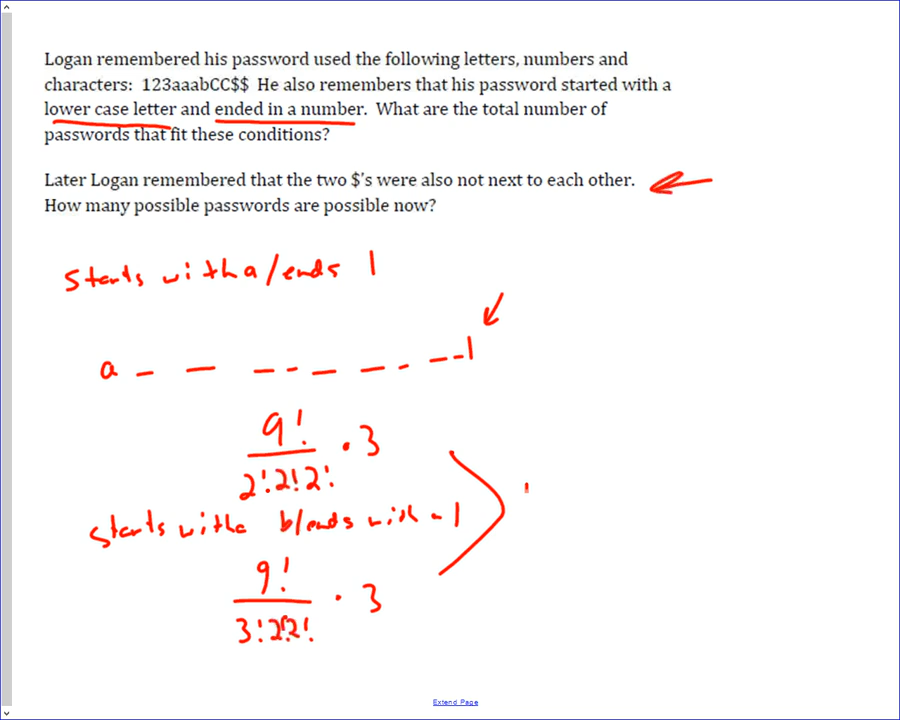 Logan remembered his password used the following letters, numbers and
characters: 123aaabCC$$ He also remembers that his password started with a
lower case letter and ended in a number. What are the total number of
passwords that fit these conditions?
Later Logan remembered that the two $'s were also not next to each other.
How many possible passwords are possible now?
Starts with a/ends 1
a _ _ _ _ _ _ _ _ _ 1
9!
2!2!2! · 3
starts with a b/ends with a 1
9!
3!2!2! · 3
Extend Page